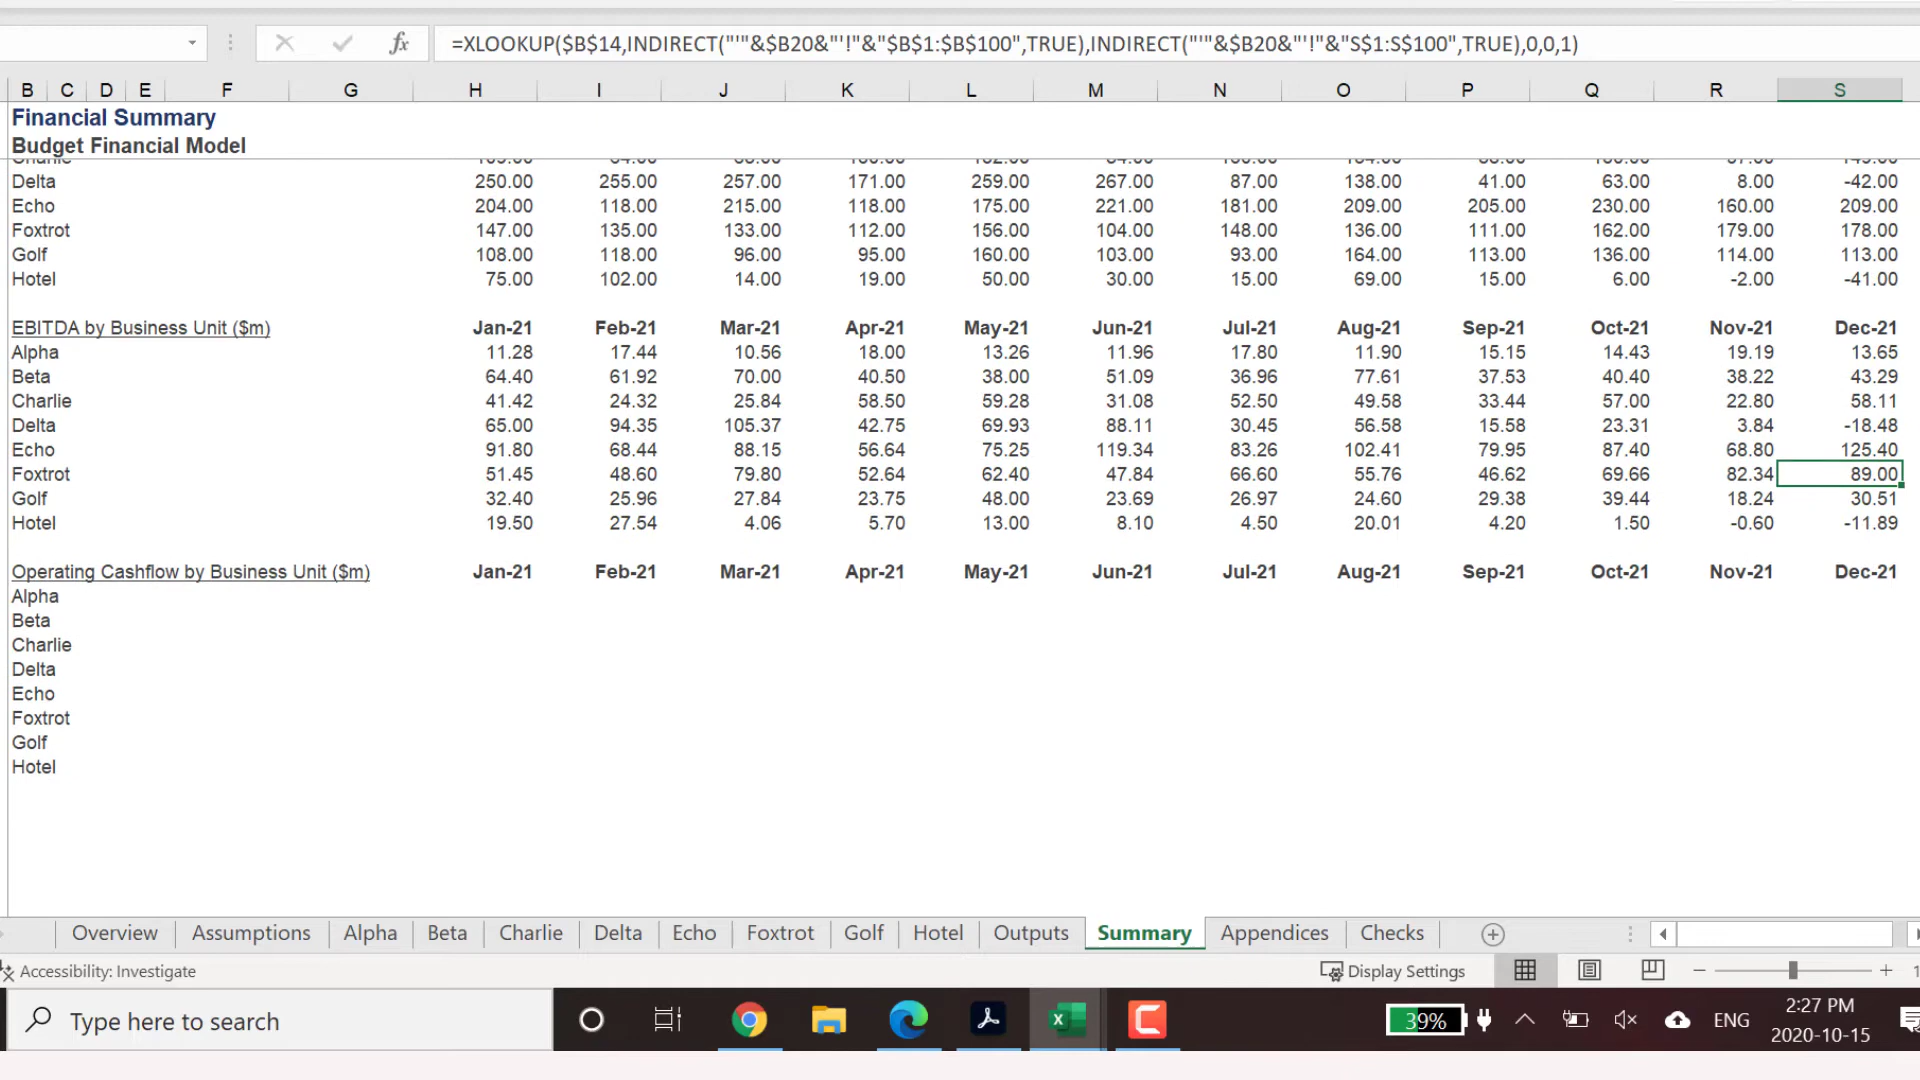 =XLOOKUP($B$14,INDIRECT("'"&$B20&"'!"&"$B$1:$B$100",TRUE),INDIRECT("'"&$B20&"'!"&"S$1:S$100",TRUE),0,0,1)
B C D E F G H I J K L M N O P Q R S
Financial Summary
Budget Financial Model
Delta 250.00 255.00 257.00 171.00 259.00 267.00 87.00 138.00 41.00 63.00 8.00 -42.00
Echo 204.00 118.00 215.00 118.00 175.00 221.00 181.00 209.00 205.00 230.00 160.00 209.00
Foxtrot 147.00 135.00 133.00 112.00 156.00 104.00 148.00 136.00 111.00 162.00 179.00 178.00
Golf 108.00 118.00 96.00 95.00 160.00 103.00 93.00 164.00 113.00 136.00 114.00 113.00
Hotel 75.00 102.00 14.00 19.00 50.00 30.00 15.00 69.00 15.00 6.00 -2.00 -41.00
EBITDA by Business Unit ($m) Jan-21 Feb-21 Mar-21 Apr-21 May-21 Jun-21 Jul-21 Aug-21 Sep-21 Oct-21 Nov-21 Dec-21
Alpha 11.28 17.44 10.56 18.00 13.26 11.96 17.80 11.90 15.15 14.43 19.19 13.65
Beta 64.40 61.92 70.00 40.50 38.00 51.09 36.96 77.61 37.53 40.40 38.22 43.29
Charlie 41.42 24.32 25.84 58.50 59.28 31.08 52.50 49.58 33.44 57.00 22.80 58.11
Delta 65.00 94.35 105.37 42.75 69.93 88.11 30.45 56.58 15.58 23.31 3.84 -18.48
Echo 91.80 68.44 88.15 56.64 75.25 119.34 83.26 102.41 79.95 87.40 68.80 125.40
Foxtrot 51.45 48.60 79.80 52.64 62.40 47.84 66.60 55.76 46.62 69.66 82.34 89.00
Golf 32.40 25.96 27.84 23.75 48.00 23.69 26.97 24.60 29.38 39.44 18.24 30.51
Hotel 19.50 27.54 4.06 5.70 13.00 8.10 4.50 20.01 4.20 1.50 -0.60 -11.89
Operating Cashflow by Business Unit ($m) Jan-21 Feb-21 Mar-21 Apr-21 May-21 Jun-21 Jul-21 Aug-21 Sep-21 Oct-21 Nov-21 Dec-21
Alpha
Beta
Charlie
Delta
Echo
Foxtrot
Golf
Hotel
Overview Assumptions Alpha Beta Charlie Delta Echo Foxtrot Golf Hotel Outputs Summary Appendices Checks
Accessibility: Investigate Display Settings
Type here to search 39% ENG 2:27 PM
2020-10-15